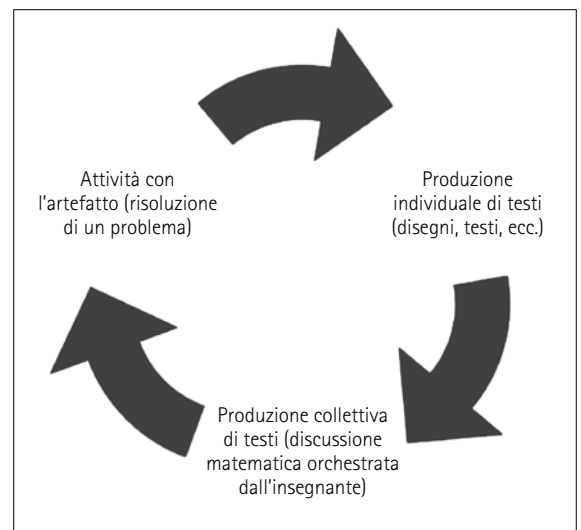 Attività con
l'artefatto (risoluzione
di un problema)
Produzione
individuale di testi
(disegni, testi, ecc.)
Produzione collettiva
di testi (discussione
matematica orchestrata
dall'insegnante)